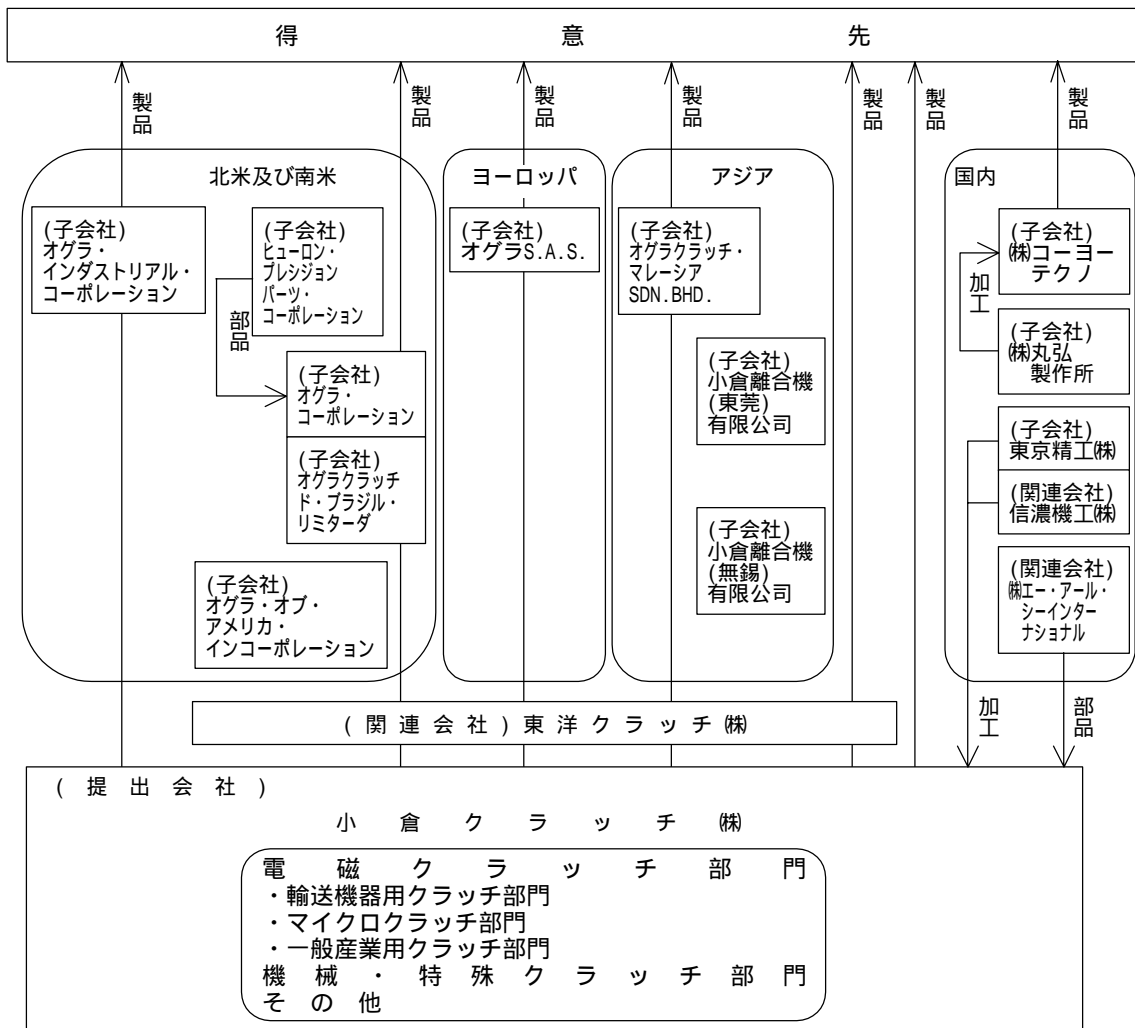 得意先
製品
製品
製品
製品
製品
製品
製品
北米及び南米
ヨーロッパ
アジア
国内
(子会社)
オグラ・
インダストリアル・
コーポレーション
(子会社)
ヒューロン・
プレシジョン
パーツ・
コーポレーション
部品
(子会社)
オグラ・
コーポレーション
(子会社)
オグラクラッチ
ド・ブラジル・
リミターダ
(子会社)
オグラ・オブ・
アメリカ・
インコーポレーション
(子会社)
オグラS.A.S.
(子会社)
オグラクラッチ・
マレーシア
SDN.BHD.
(子会社)
小倉離合機
(東莞)
有限公司
(子会社)
小倉離合機
(無錫)
有限公司
(子会社)
㈱コーヨー
テクノ
加工
(子会社)
㈱丸弘
製作所
(子会社)
東京精工㈱
(関連会社)
信濃機工㈱
(関連会社)
㈱エー・アール・
シーインター
ナショナル
(関連会社)東洋クラッチ㈱
加工
部品
(提出会社)
小倉クラッチ㈱
電磁クラッチ部門
・輸送機器用クラッチ部門
・マイクロクラッチ部門
・一般産業用クラッチ部門
機械・特殊クラッチ部門
その他